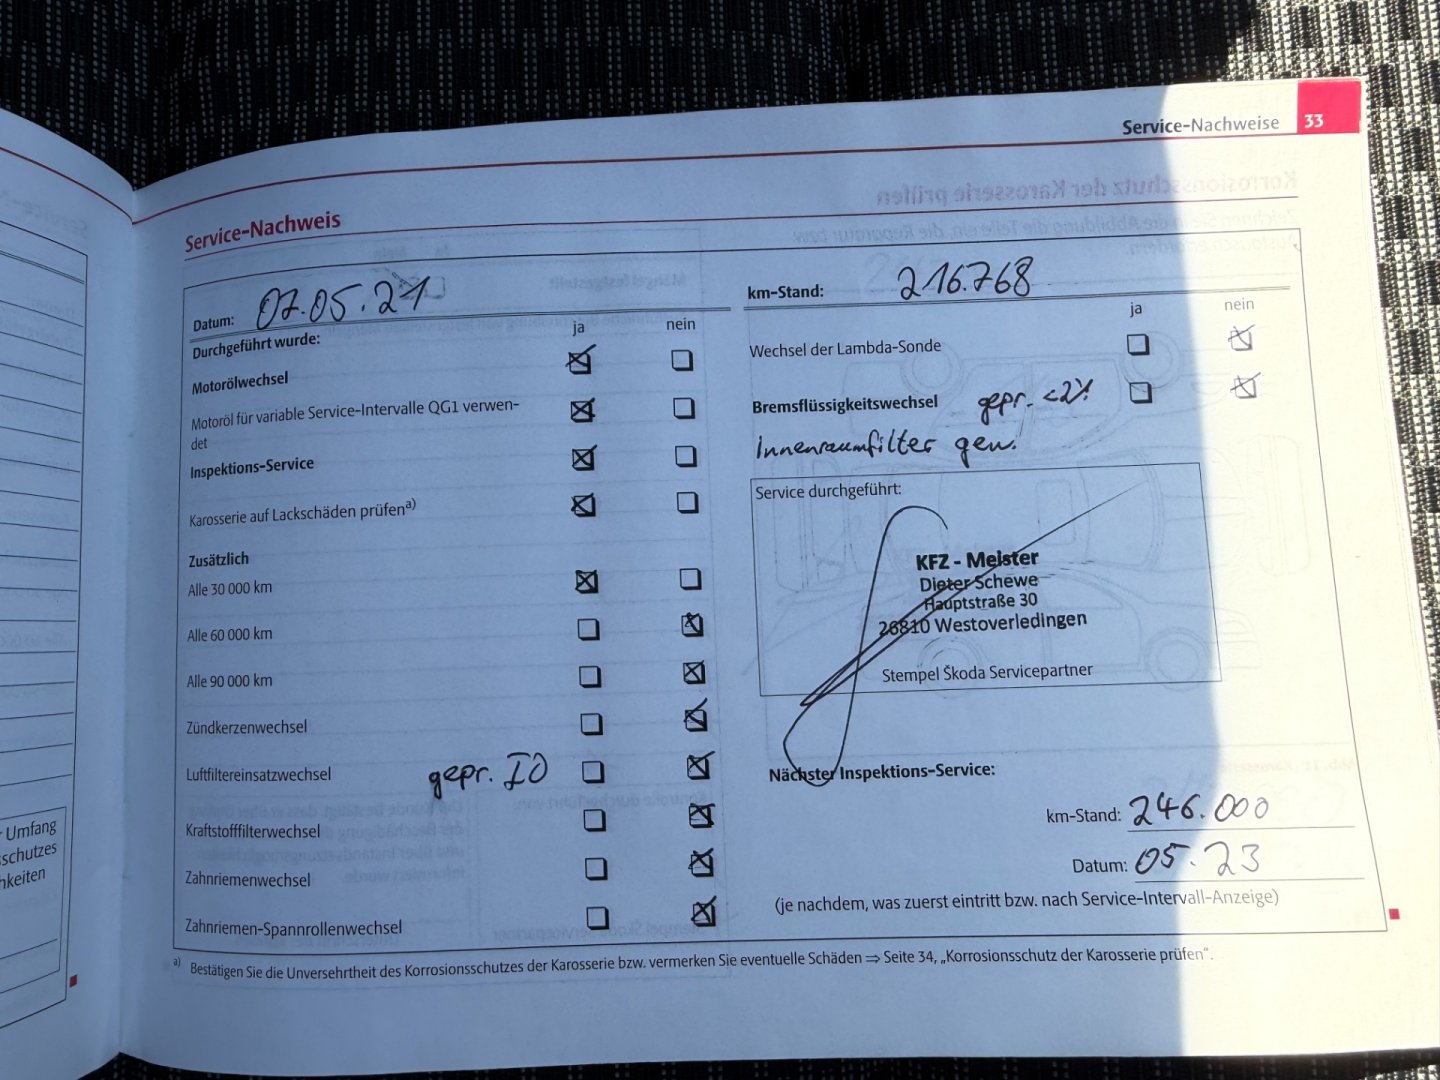 Service-Nachweise 33
Service-Nachweis
Datum: 07.05.21
Durchgeführt wurde:
ja nein
Motorölwechsel
Motoröl für variable Service-Intervalle QG1 verwen-
det
Inspektions-Service
Karosserie auf Lackschäden prüfen a)
Zusätzlich
Alle 30 000 km
Alle 60 000 km
Alle 90 000 km
Zündkerzenwechsel
Luftfiltereinsatzwechsel gepr. IO
Kraftstofffilterwechsel
Zahnriemenwechsel
Zahnriemen-Spannrollenwechsel
km-Stand: 216.768
ja nein
Wechsel der Lambda-Sonde
Bremsflüssigkeitswechsel gepr. <2%
Innenraumfilter gew.
Service durchgeführt:
KFZ - Meister
Dieter Schewe
Hauptstraße 30
26810 Westoverledingen
Stempel Škoda Servicepartner
Nächster Inspektions-Service:
km-Stand: 246.000
Datum: 05.23
(je nachdem, was zuerst eintritt bzw. nach Service-Intervall-Anzeige)
a) Bestätigen Sie die Unversehrtheit des Korrosionsschutzes der Karosserie bzw. vermerken Sie eventuelle Schäden ⇒ Seite 34, „Korrosionsschutz der Karosserie prüfen“.
Umfang
schutzes
hkeiten